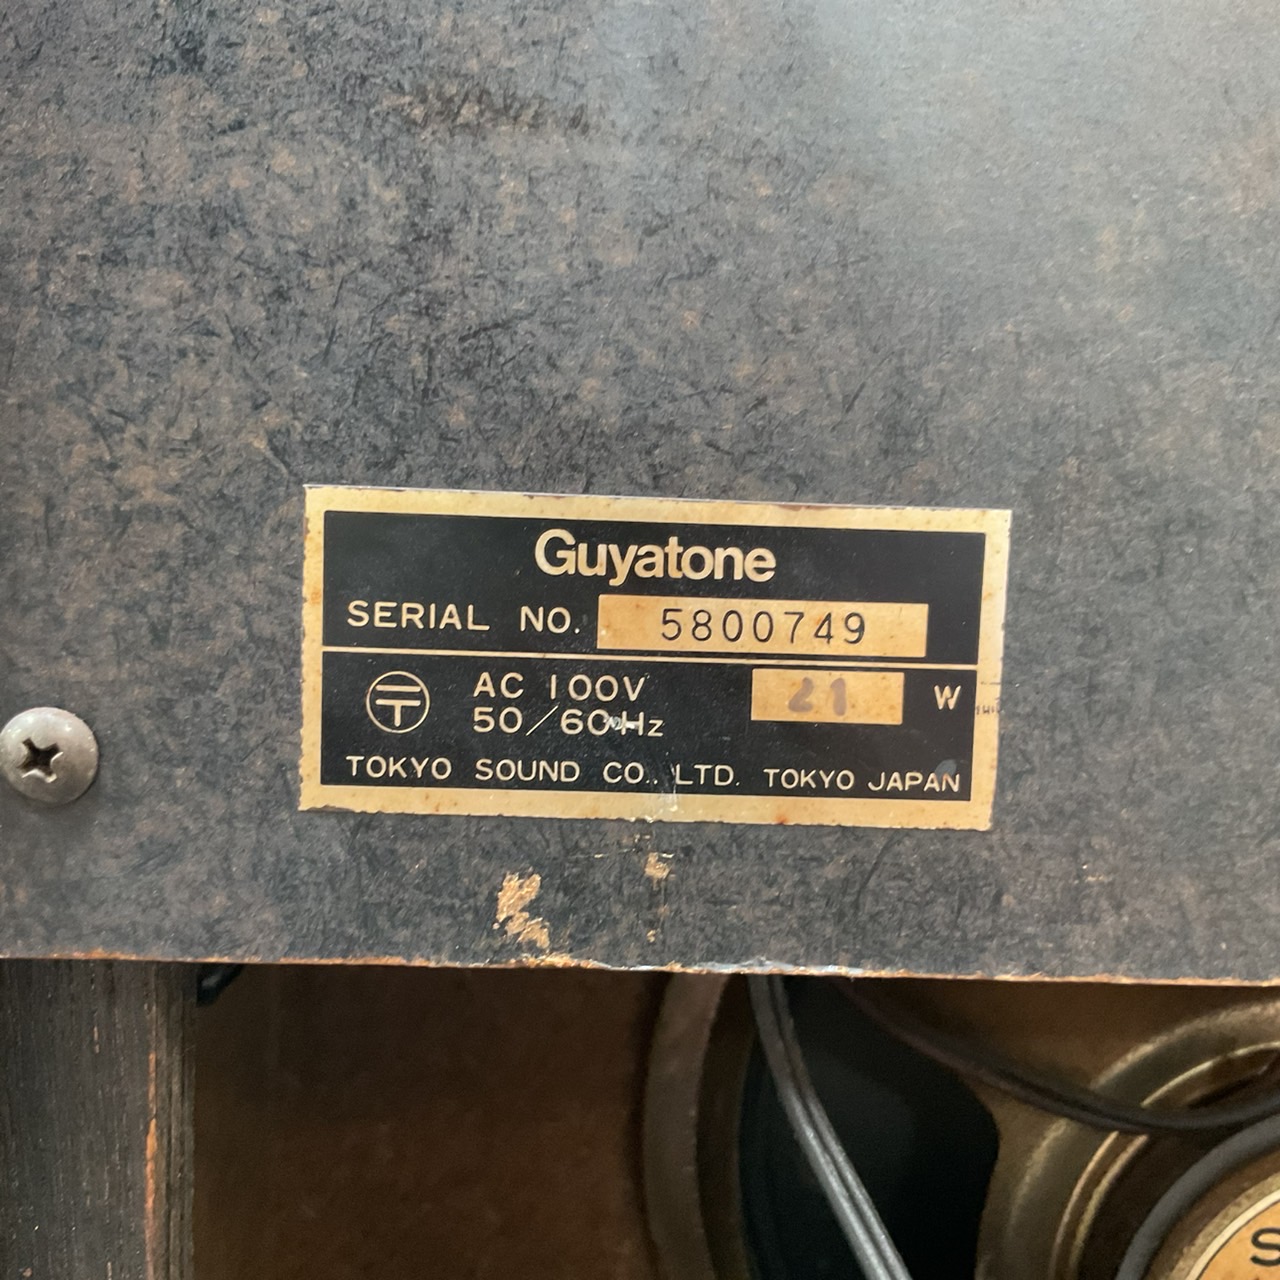 Guyatone
SERIAL NO. 5800749
AC 100V 21 W
50/60Hz
TOKYO SOUND CO., LTD. TOKYO JAPAN
S